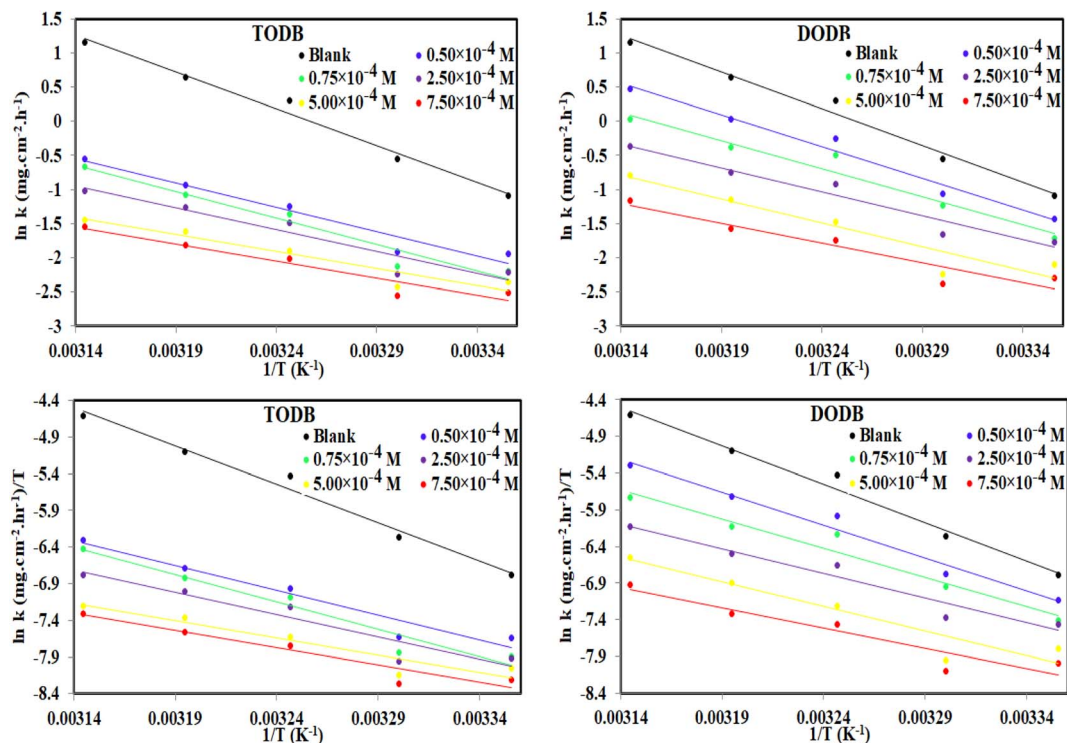 TODB
Blank
0.50×10⁻⁴ M
0.75×10⁻⁴ M
2.50×10⁻⁴ M
5.00×10⁻⁴ M
7.50×10⁻⁴ M
ln k (mg.cm⁻².h⁻¹)
1.5
1
0.5
0
-0.5
-1
-1.5
-2
-2.5
-3
0.00314 0.00319 0.00324 0.00329 0.00334
1/T (K⁻¹)
DODB
Blank
0.50×10⁻⁴ M
0.75×10⁻⁴ M
2.50×10⁻⁴ M
5.00×10⁻⁴ M
7.50×10⁻⁴ M
ln k (mg.cm⁻².h⁻¹)
1.5
1
0.5
0
-0.5
-1
-1.5
-2
-2.5
-3
0.00314 0.00319 0.00324 0.00329 0.00334
1/T (K⁻¹)
TODB
Blank
0.50×10⁻⁴ M
0.75×10⁻⁴ M
2.50×10⁻⁴ M
5.00×10⁻⁴ M
7.50×10⁻⁴ M
ln k (mg.cm⁻².hr¹)/T
-4.4
-4.9
-5.4
-5.9
-6.4
-6.9
-7.4
-7.9
-8.4
0.00314 0.00319 0.00324 0.00329 0.00334
1/T (K⁻¹)
DODB
Blank
0.50×10⁻⁴ M
0.75×10⁻⁴ M
2.50×10⁻⁴ M
5.00×10⁻⁴ M
7.50×10⁻⁴ M
ln k (mg.cm⁻².hr¹)/T
-4.4
-4.9
-5.4
-5.9
-6.4
-6.9
-7.4
-7.9
-8.4
0.00314 0.00319 0.00324 0.00329 0.00334
1/T (K⁻¹)